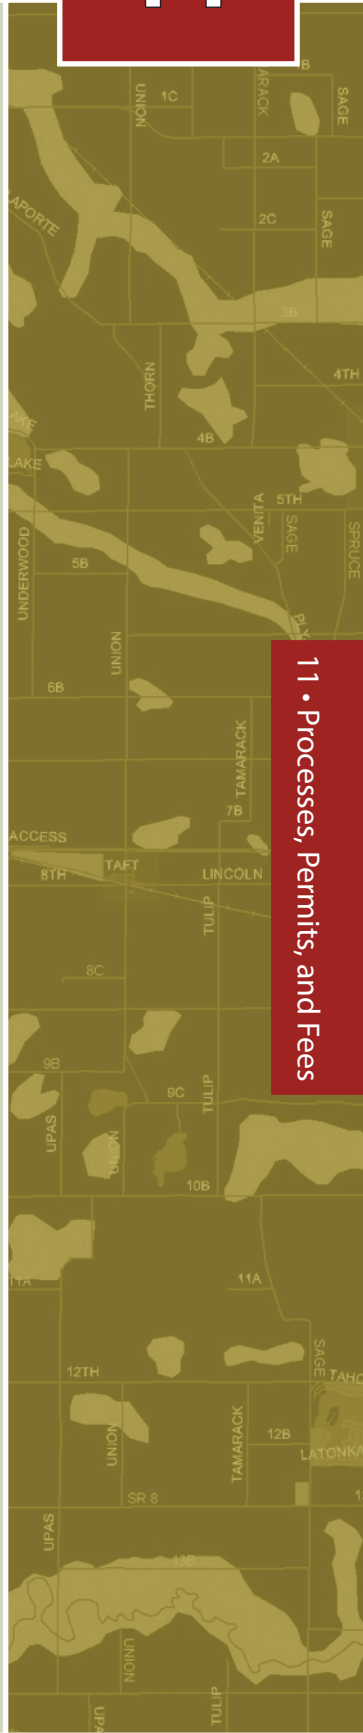 1C
UNION
SAGE
2A
2C
SAGE
LAPORTE
3B
THORN
4TH
4B
LAKE
5TH
VENITA
SAGE
SPRUCE
UNDERWOOD
5B
UNION
6B
11 • Processes, Permits, and Fees
TAMARACK
7B
ACCESS
TAFT
8TH
LINCOLN
TULIP
8C
9B
9C
TULIP
UPAS
UNION
10B
11A
11A
12TH
SAGE
UNION
TAMARACK
12B
LATONKA
SR 8
UPAS
UNION
TULIP